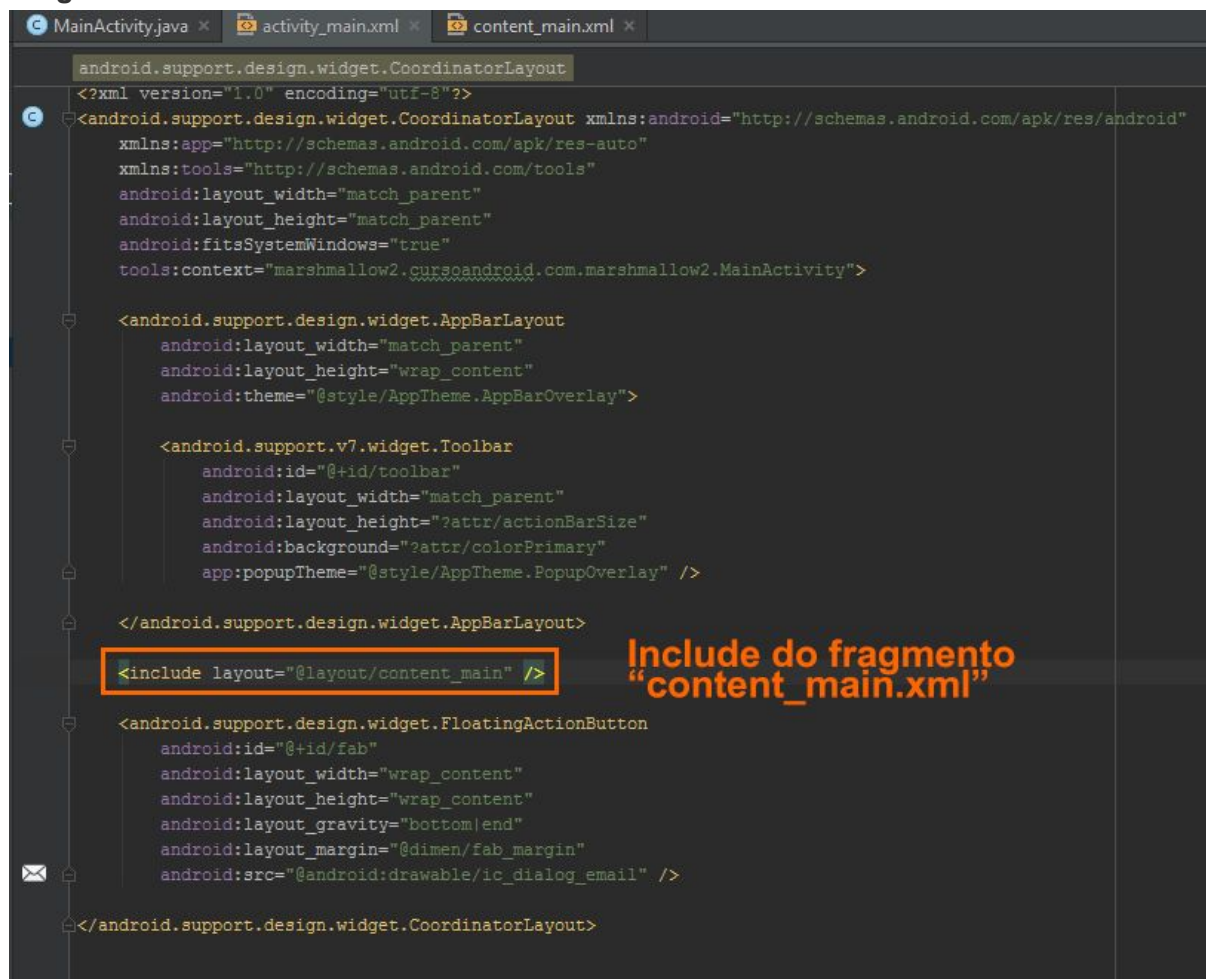 MainActivity.java ×
activity_main.xml ×
content_main.xml ×
android.support.design.widget.CoordinatorLayout
<?xml version="1.0" encoding="utf-8"?>
<android.support.design.widget.CoordinatorLayout xmlns:android="http://schemas.android.com/apk/res/android"
xmlns:app="http://schemas.android.com/apk/res-auto"
xmlns:tools="http://schemas.android.com/tools"
android:layout_width="match_parent"
android:layout_height="match_parent"
android:fitsSystemWindows="true"
tools:context="marshmallow2.cursoandroid.com.marshmallow2.MainActivity">
<android.support.design.widget.AppBarLayout
android:layout_width="match_parent"
android:layout_height="wrap_content"
android:theme="@style/AppTheme.AppBarOverlay">
<android.support.v7.widget.Toolbar
android:id="@+id/toolbar"
android:layout_width="match_parent"
android:layout_height="?attr/actionBarSize"
android:background="?attr/colorPrimary"
app:popupTheme="@style/AppTheme.PopupOverlay" />
</android.support.design.widget.AppBarLayout>
<include layout="@layout/content_main" />
Include do fragmento
“content_main.xml”
<android.support.design.widget.FloatingActionButton
android:id="@+id/fab"
android:layout_width="wrap_content"
android:layout_height="wrap_content"
android:layout_gravity="bottom|end"
android:layout_margin="@dimen/fab_margin"
android:src="@android:drawable/ic_dialog_email" />
</android.support.design.widget.CoordinatorLayout>